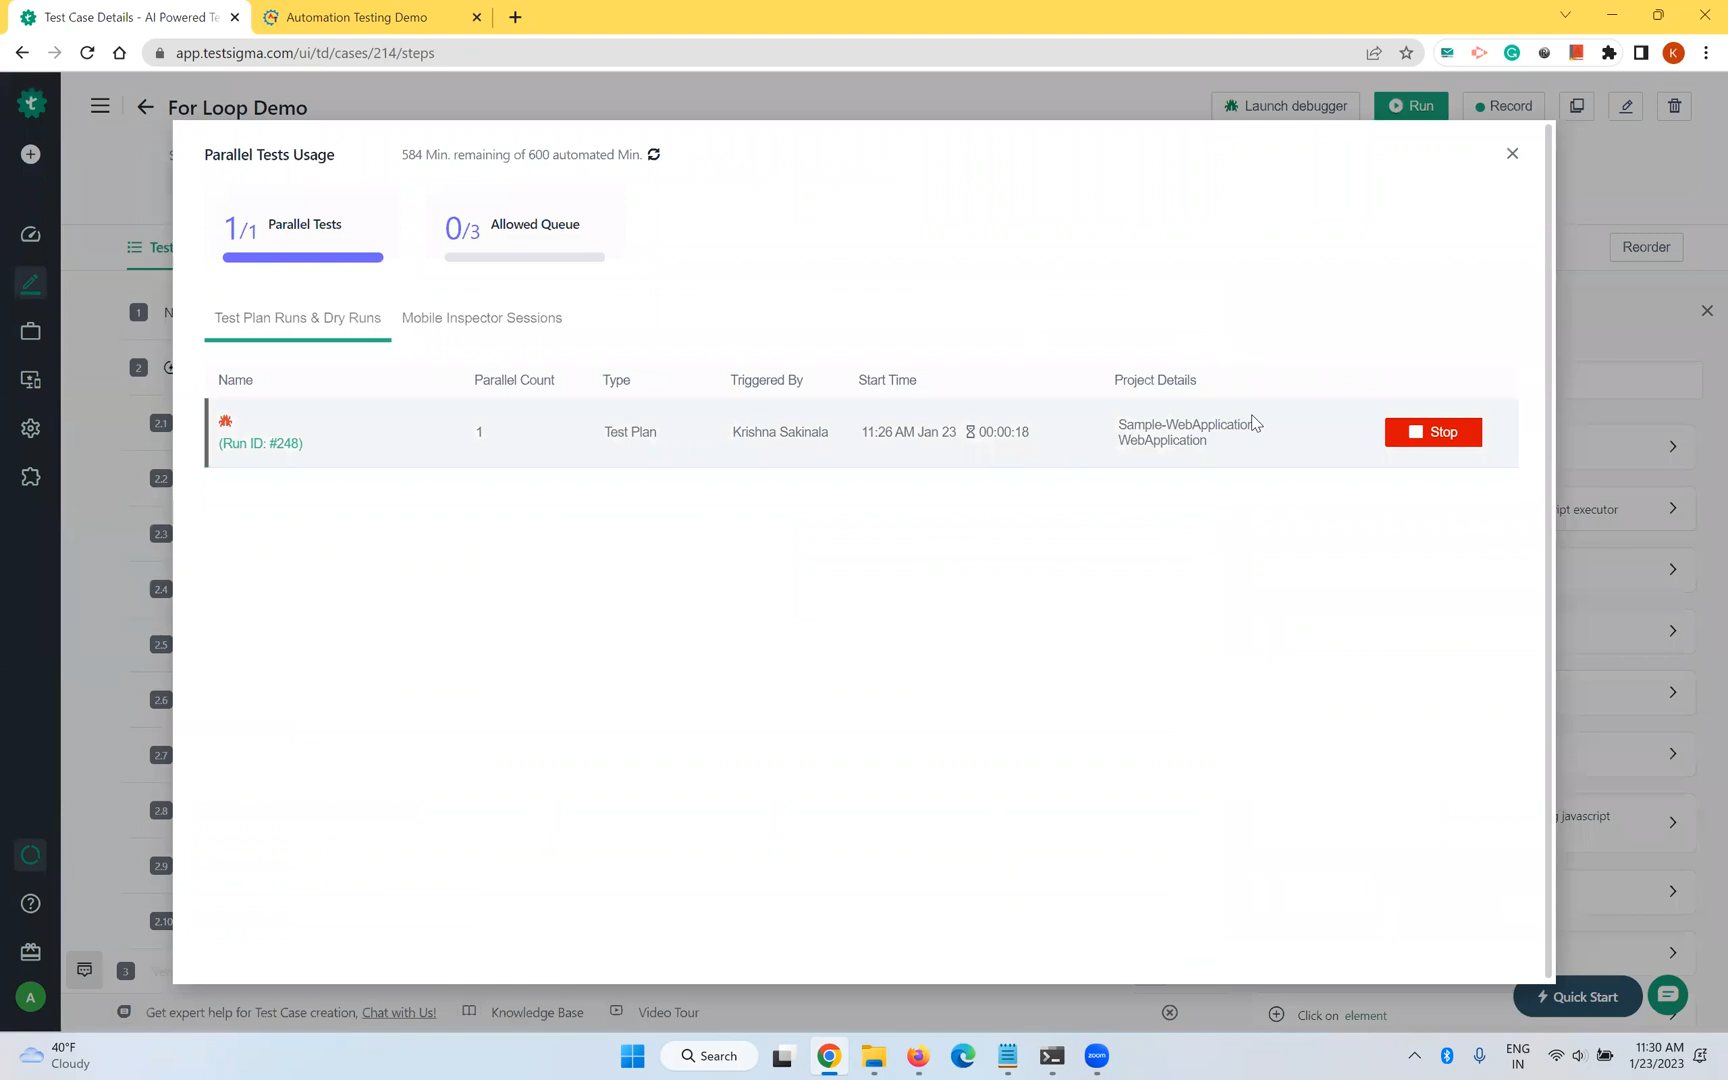 Test Case Details - AI Powered Te
Automation Testing Demo
app.testsigma.com/ui/td/cases/214/steps
K
For Loop Demo
Launch debugger
Run
Record
Parallel Tests Usage
584 Min. remaining of 600 automated Min.
1/1 Parallel Tests
0/3 Allowed Queue
Test
Reorder
Test Plan Runs & Dry Runs
Mobile Inspector Sessions
1 N
2
Name
Parallel Count
Type
Triggered By
Start Time
Project Details
2.1
(Run ID: #248)
1
Test Plan
Krishna Sakinala
11:26 AM Jan 23
00:00:18
Sample-WebApplication
WebApplication
Stop
2.2
2.3
ipt executor
2.4
2.5
2.6
2.7
2.8
g javascript
2.9
2.10
3
A
Quick Start
Get expert help for Test Case creation, Chat with Us!
Knowledge Base
Video Tour
Click on element
40°F
Cloudy
Search
zoom
ENG
IN
11:30 AM
1/23/2023